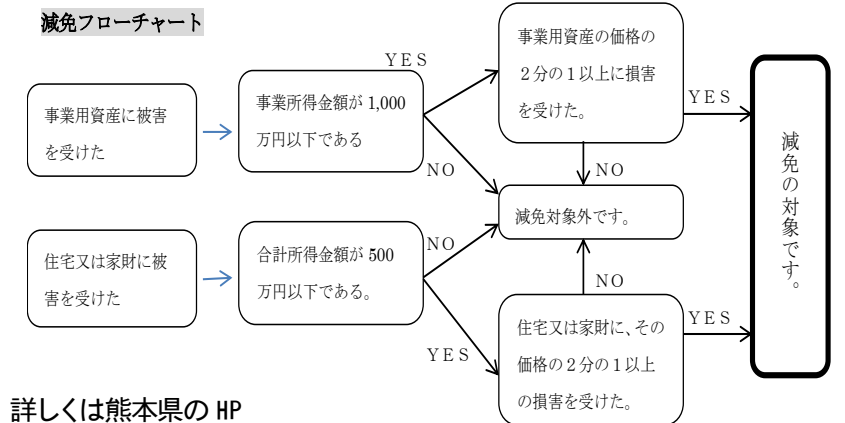 減免フローチャート
事業用資産に被害
を受けた
YES
事業所得金額が 1,000
万円以下である
NO
事業用資産の価格の
２分の１以上に損害
を受けた。
YES
NO
減免対象外です。
住宅又は家財に被
害を受けた
合計所得金額が 500
万円以下である。
NO
YES
NO
住宅又は家財に、その
価格の２分の１以上
の損害を受けた。
YES
減免の対象です。
詳しくは熊本県の HP